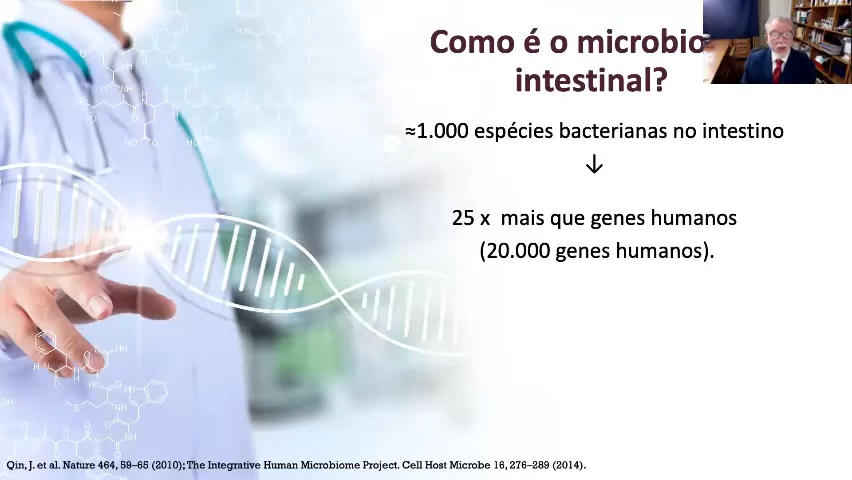 Como é o microbio
intestinal?
≈1.000 espécies bacterianas no intestino
↓
25 x mais que genes humanos
(20.000 genes humanos).
Qin, J. et al. Nature 464, 59–65 (2010); The Integrative Human Microbiome Project. Cell Host Microbe 16, 276–289 (2014).